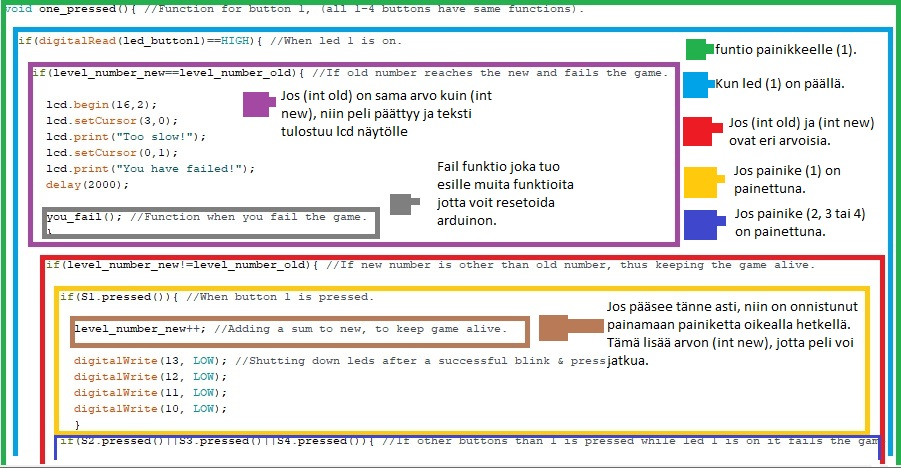 void one_pressed(){ //Function for button 1, (all 1-4 buttons have same functions).
if(digitalRead(led_button1)==HIGH){ //When led 1 is on.
funtio painikkeelle (1).
if(level_number_new==level_number_old){ //If old number reaches the new and fails the game.
Kun led (1) on päällä.
lcd.begin(16,2);
lcd.setCursor(3,0);
lcd.print("Too slow!");
lcd.setCursor(0,1);
lcd.print("You have failed!");
delay(2000);
Jos (int old) on sama arvo kuin (int
new), niin peli päättyy ja teksti
tulostuu lcd näytölle
Jos (int old) ja (int new)
ovat eri arvoisia.
Fail funktio joka tuo
esille muita funktioita
jotta voit resetoida
arduinon.
Jos painike (1) on
painettuna.
you_fail(); //Function when you fail the game.
}
Jos painike (2, 3 tai 4)
on painettuna.
if(level_number_new!=level_number_old){ //If new number is other than old number, thus keeping the game alive.
if(S1.pressed()){ //When button 1 is pressed.
level_number_new++; //Adding a sum to new, to keep game alive.
Jos pääsee tänne asti, niin on onnistunut
painamaan painiketta oikealla hetkellä.
Tämä lisää arvon (int new), jotta peli voi
jatkua.
digitalWrite(13, LOW); //Shutting down leds after a successful blink & press
digitalWrite(12, LOW);
digitalWrite(11, LOW);
digitalWrite(10, LOW);
}
if(S2.pressed()||S3.pressed()||S4.pressed()){ //If other buttons than 1 is pressed while led 1 is on it fails the gam